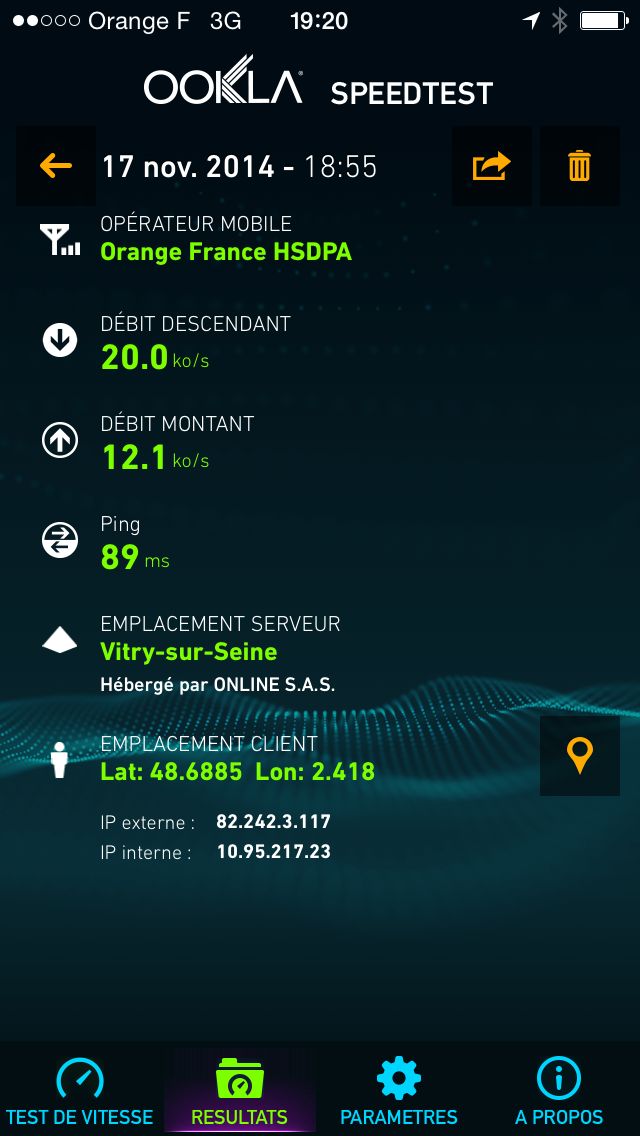 Orange F 3G 19:20
OOKLA SPEEDTEST
17 nov. 2014 - 18:55
OPÉRATEUR MOBILE
Orange France HSDPA
DÉBIT DESCENDANT
20.0 ko/s
DÉBIT MONTANT
12.1 ko/s
Ping
89 ms
EMPLACEMENT SERVEUR
Vitry-sur-Seine
Hébergé par ONLINE S.A.S.
EMPLACEMENT CLIENT
Lat: 48.6885 Lon: 2.418
IP externe : 82.242.3.117
IP interne : 10.95.217.23
TEST DE VITESSE RESULTATS PARAMETRES A PROPOS